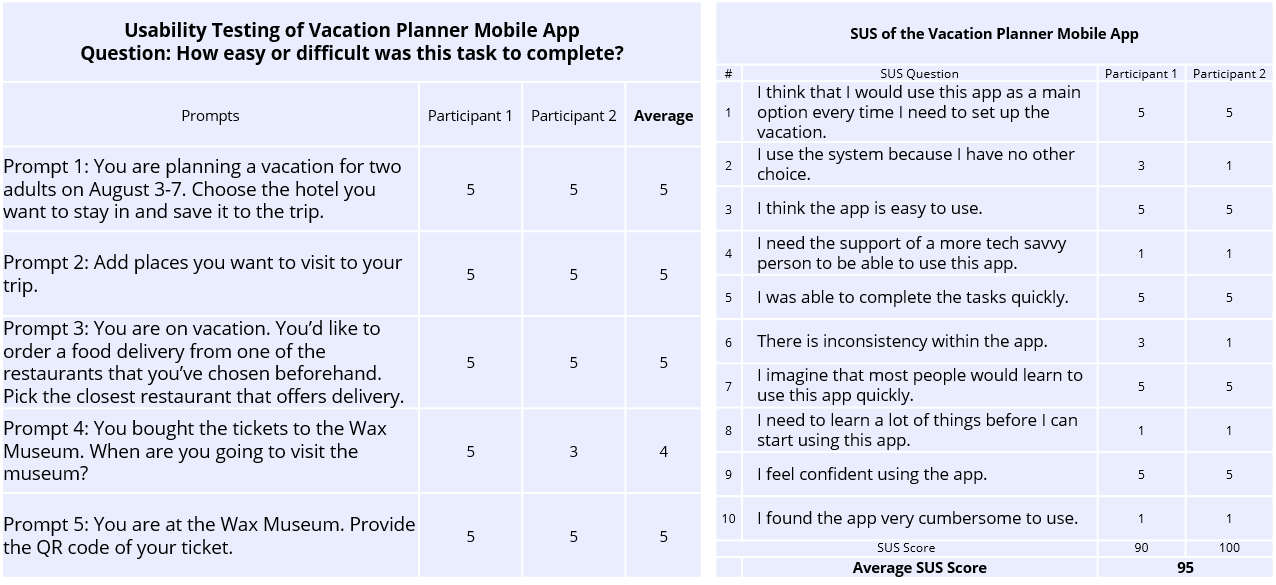 Usability Testing of Vacation Planner Mobile App
Question: How easy or difficult was this task to complete?
Prompts Participant 1 Participant 2 Average
Prompt 1: You are planning a vacation for two
adults on August 3-7. Choose the hotel you
want to stay in and save it to the trip.
5 5 5
Prompt 2: Add places you want to visit to your
trip.
5 5 5
Prompt 3: You are on vacation. You’d like to
order a food delivery from one of the
restaurants that you’ve chosen beforehand.
Pick the closest restaurant that offers delivery.
5 5 5
Prompt 4: You bought the tickets to the Wax
Museum. When are you going to visit the
museum?
5 3 4
Prompt 5: You are at the Wax Museum. Provide
the QR code of your ticket.
5 5 5
SUS of the Vacation Planner Mobile App
# SUS Question Participant 1 Participant 2
1 I think that I would use this app as a main
option every time I need to set up the
vacation.
5 5
2 I use the system because I have no other
choice.
3 1
3 I think the app is easy to use. 5 5
4 I need the support of a more tech savvy
person to be able to use this app.
1 1
5 I was able to complete the tasks quickly. 5 5
6 There is inconsistency within the app. 3 1
7 I imagine that most people would learn to
use this app quickly.
5 5
8 I need to learn a lot of things before I can
start using this app.
1 1
9 I feel confident using the app. 5 5
10 I found the app very cumbersome to use. 1 1
SUS Score 90 100
Average SUS Score 95